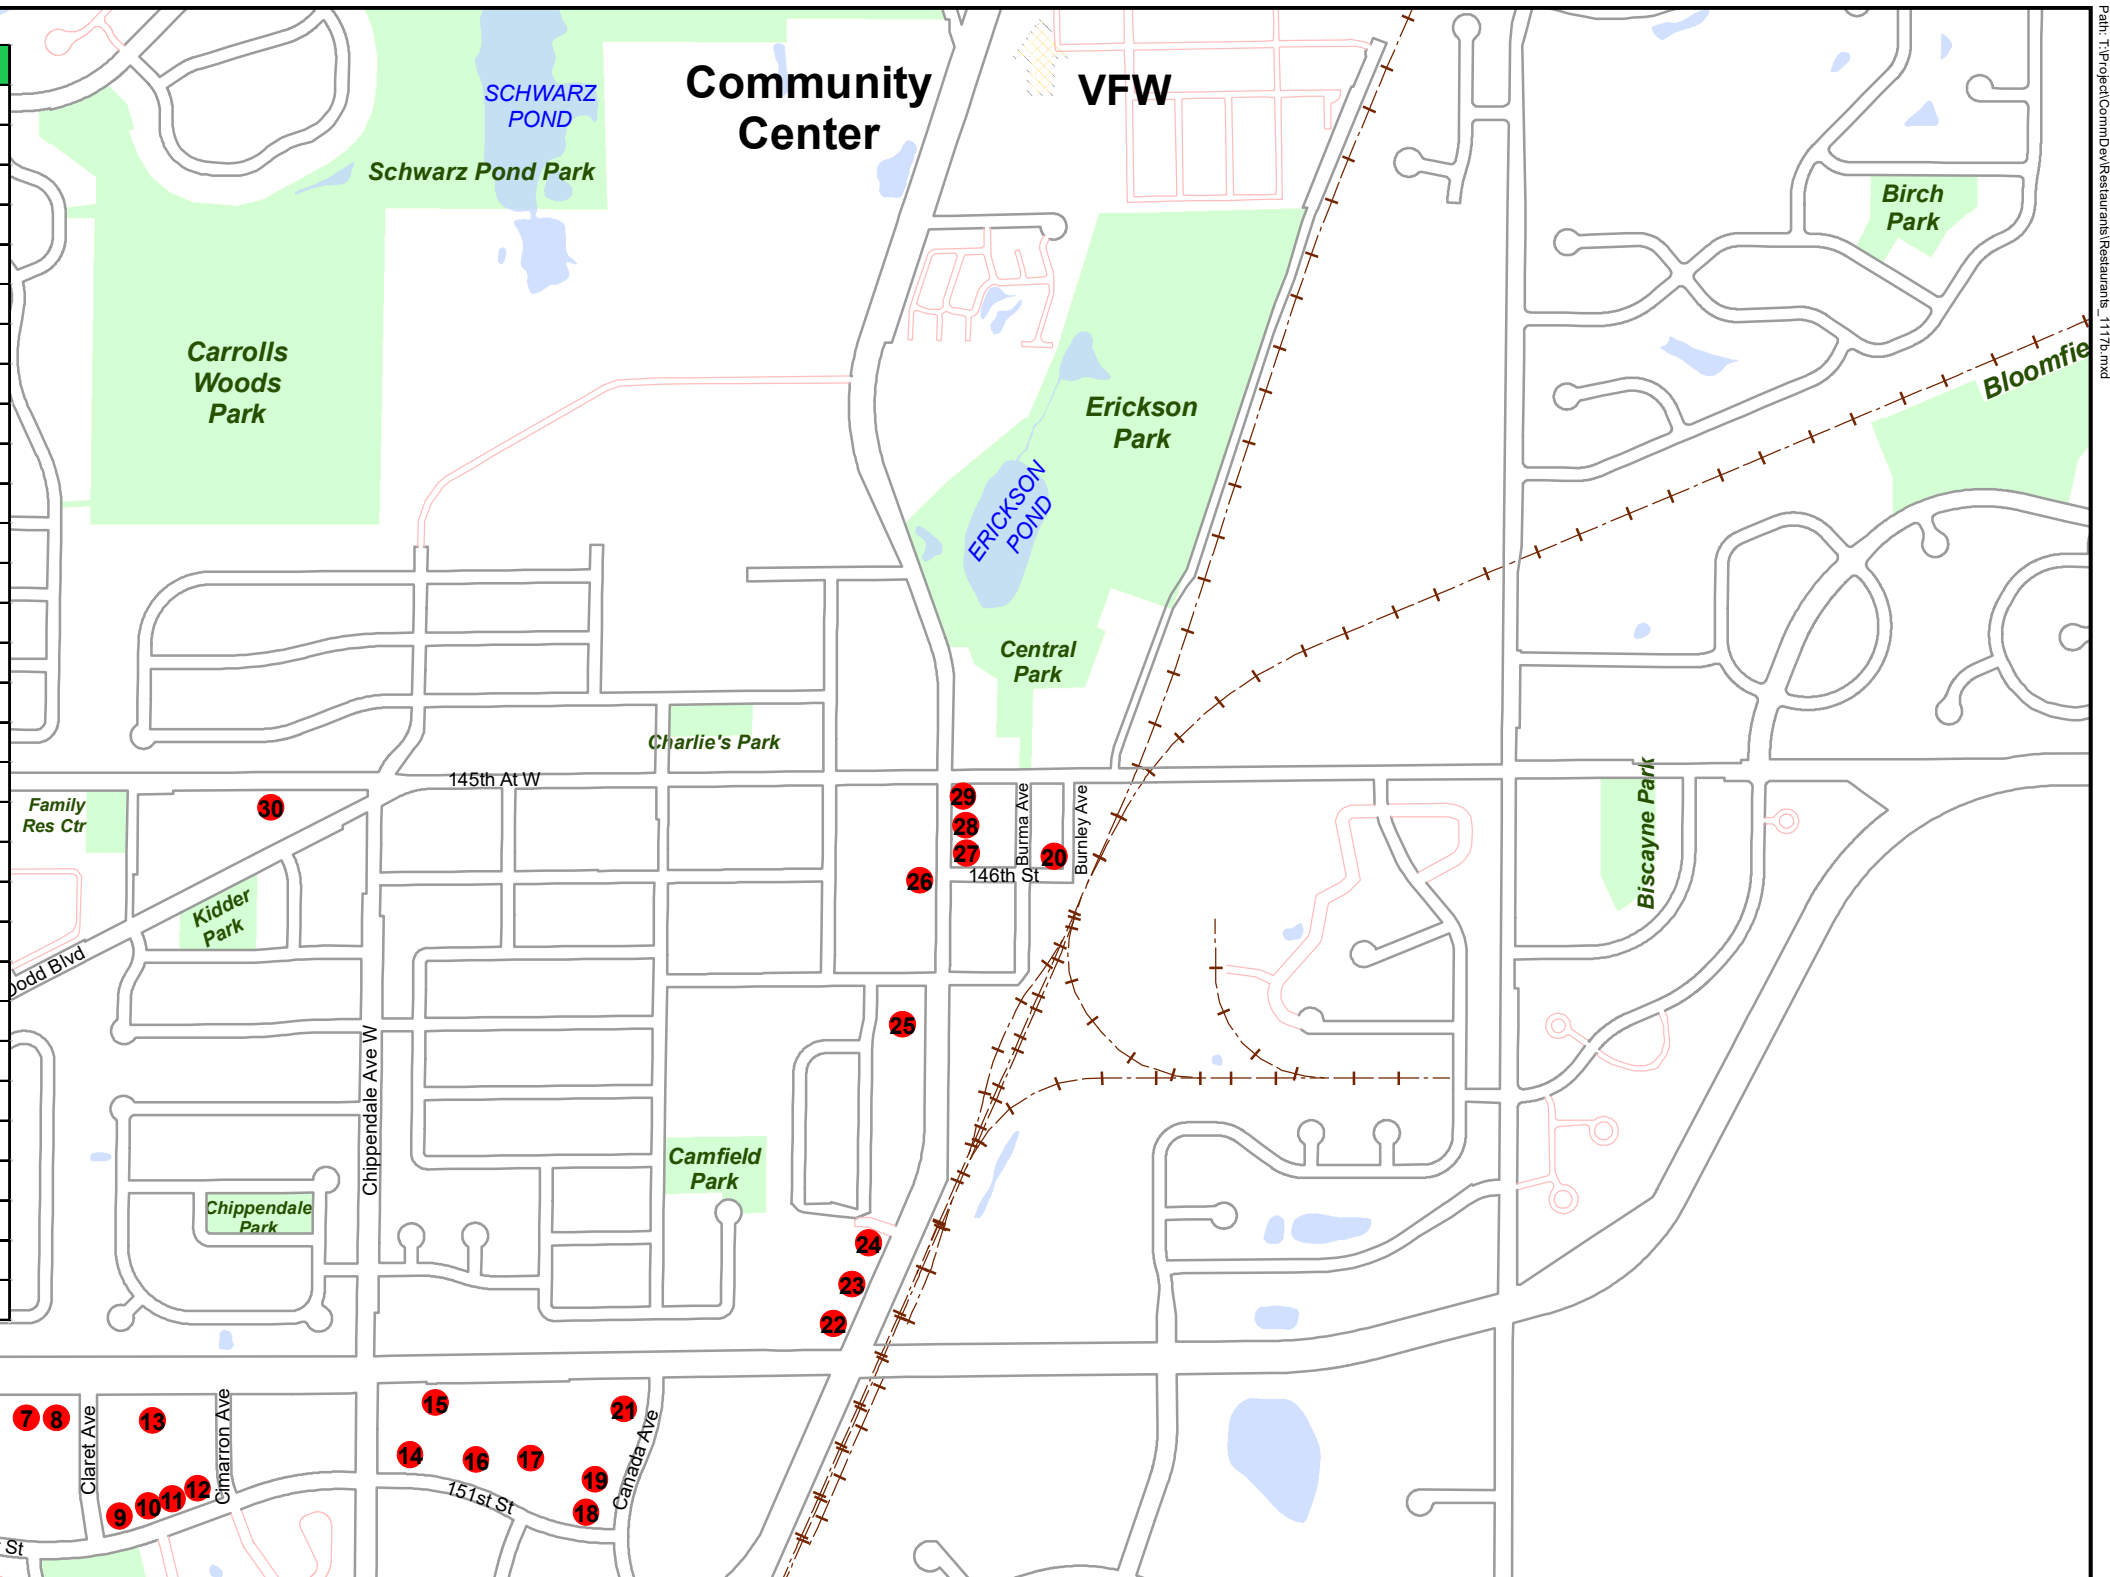 Path: T:\Project\CommDev\Restaurants\Restaurants_1117b.mxd
Community
Center
VFW
SCHWARZ
POND
Schwarz Pond Park
Birch
Park
Carrolls
Woods
Park
Bloomfie
Erickson
Park
ERICKSON
POND
Central
Park
Charlie's Park
145th At W
Family
Res Ctr
30
29
28
27
26
20
Burma Ave
Burnley Ave
146th St
Biscayne Park
Kidder
Park
Dodd Blvd
25
Chippendale Ave W
Camfield
Park
Chippendale
Park
24
23
22
7
8
Claret Ave
13
Cimarron Ave
15
21
Canada Ave
14
16
17
19
18
12
11
10
9
151st St
St